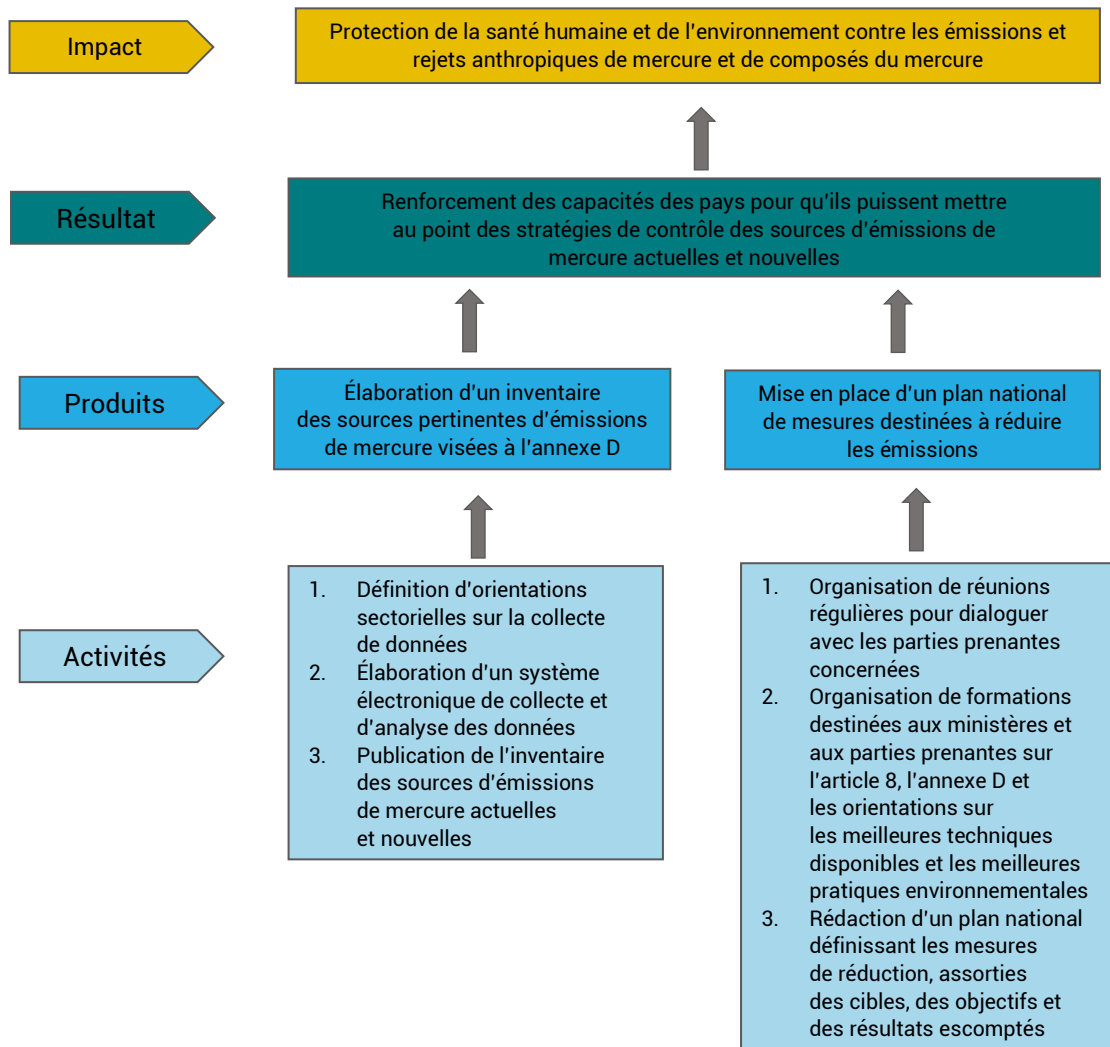 Impact
Protection de la santé humaine et de l'environnement contre les émissions et
rejets anthropiques de mercure et de composés du mercure
Résultat
Renforcement des capacités des pays pour qu'ils puissent mettre
au point des stratégies de contrôle des sources d'émissions de
mercure actuelles et nouvelles
Produits
Élaboration d'un inventaire
des sources pertinentes d'émissions
de mercure visées à l'annexe D
Mise en place d'un plan national
de mesures destinées à réduire
les émissions
Activités
1. Définition d'orientations
sectorielles sur la collecte
de données
2. Élaboration d'un système
électronique de collecte et
d'analyse des données
3. Publication de l'inventaire
des sources d'émissions
de mercure actuelles
et nouvelles
1. Organisation de réunions
régulières pour dialoguer
avec les parties prenantes
concernées
2. Organisation de formations
destinées aux ministères et
aux parties prenantes sur
l'article 8, l'annexe D et
les orientations sur
les meilleures techniques
disponibles et les meilleures
pratiques environnementales
3. Rédaction d'un plan national
définissant les mesures
de réduction, assorties
des cibles, des objectifs et
des résultats escomptés